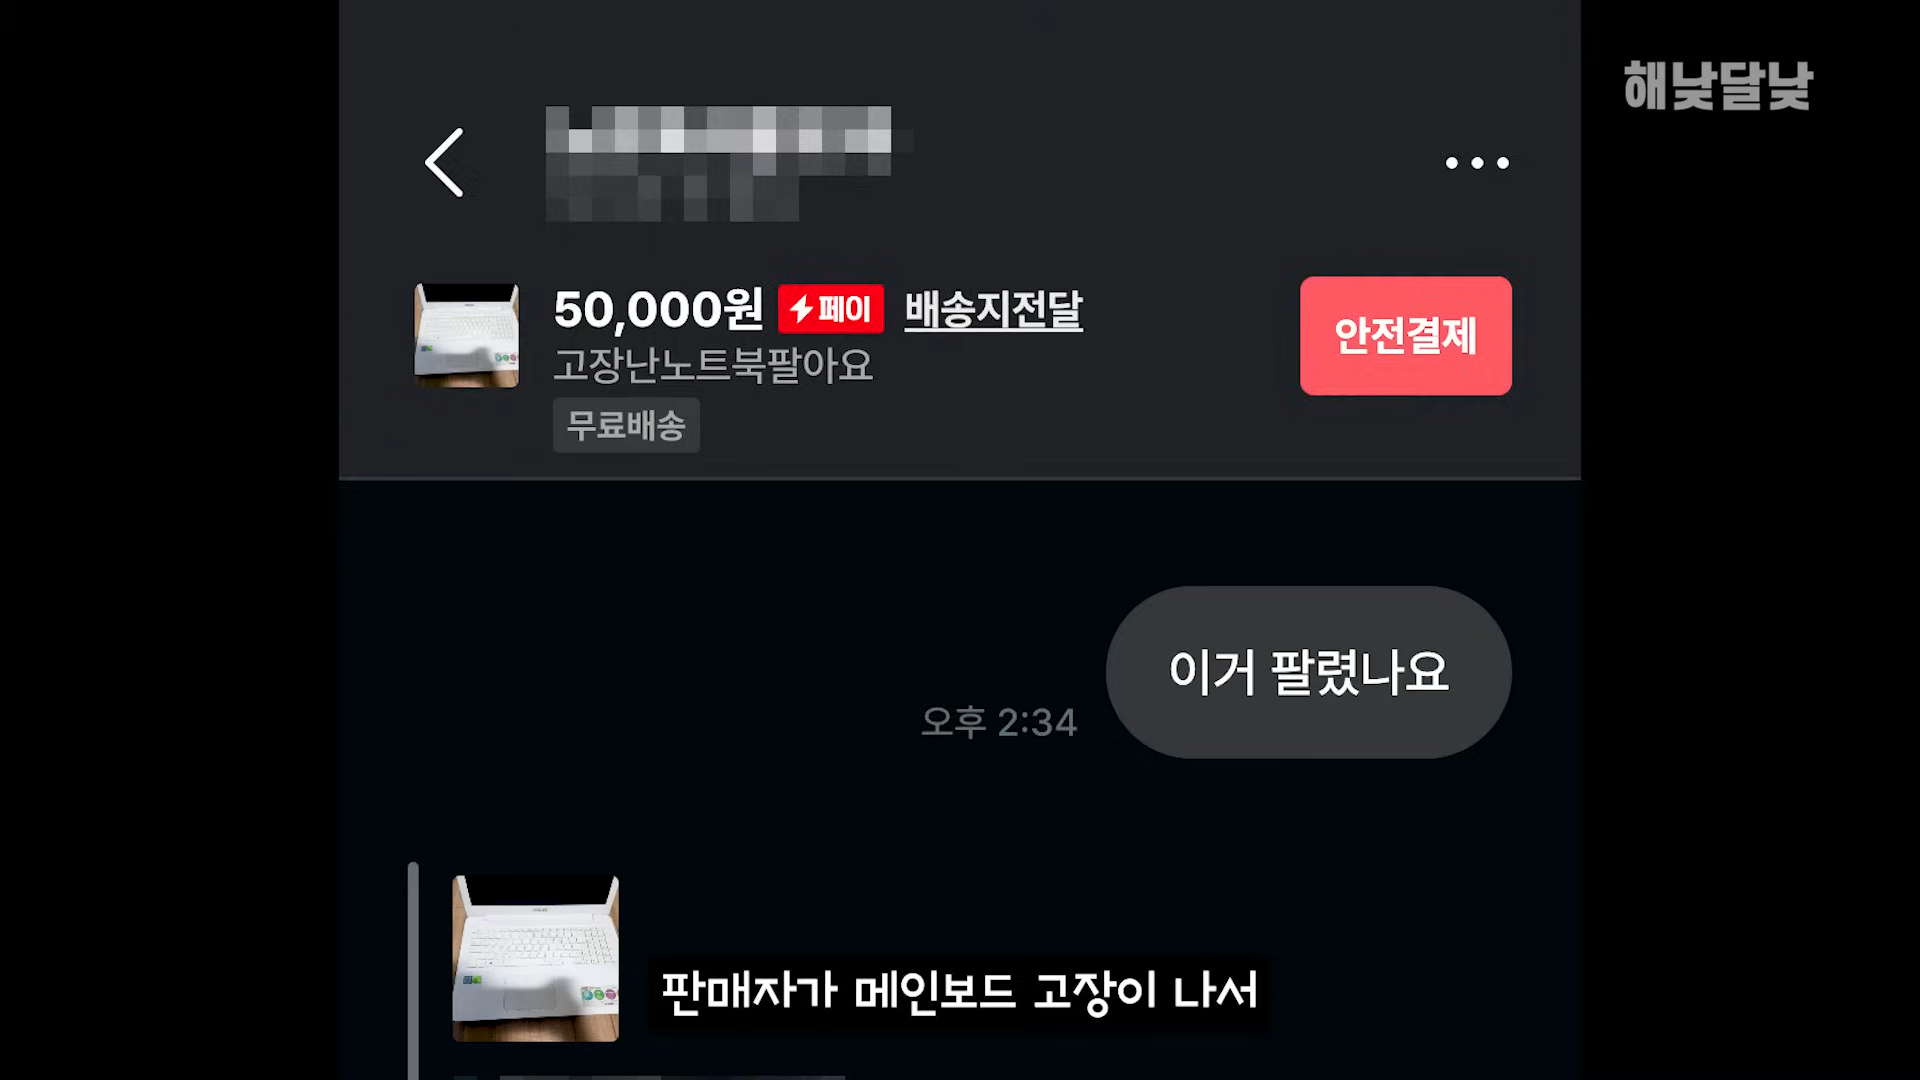 해낮달낮
50,000원 페이 배송지전달
안전결제
고장난노트북팔아요
무료배송
이거 팔렸나요
오후 2:34
판매자가 메인보드 고장이 나서